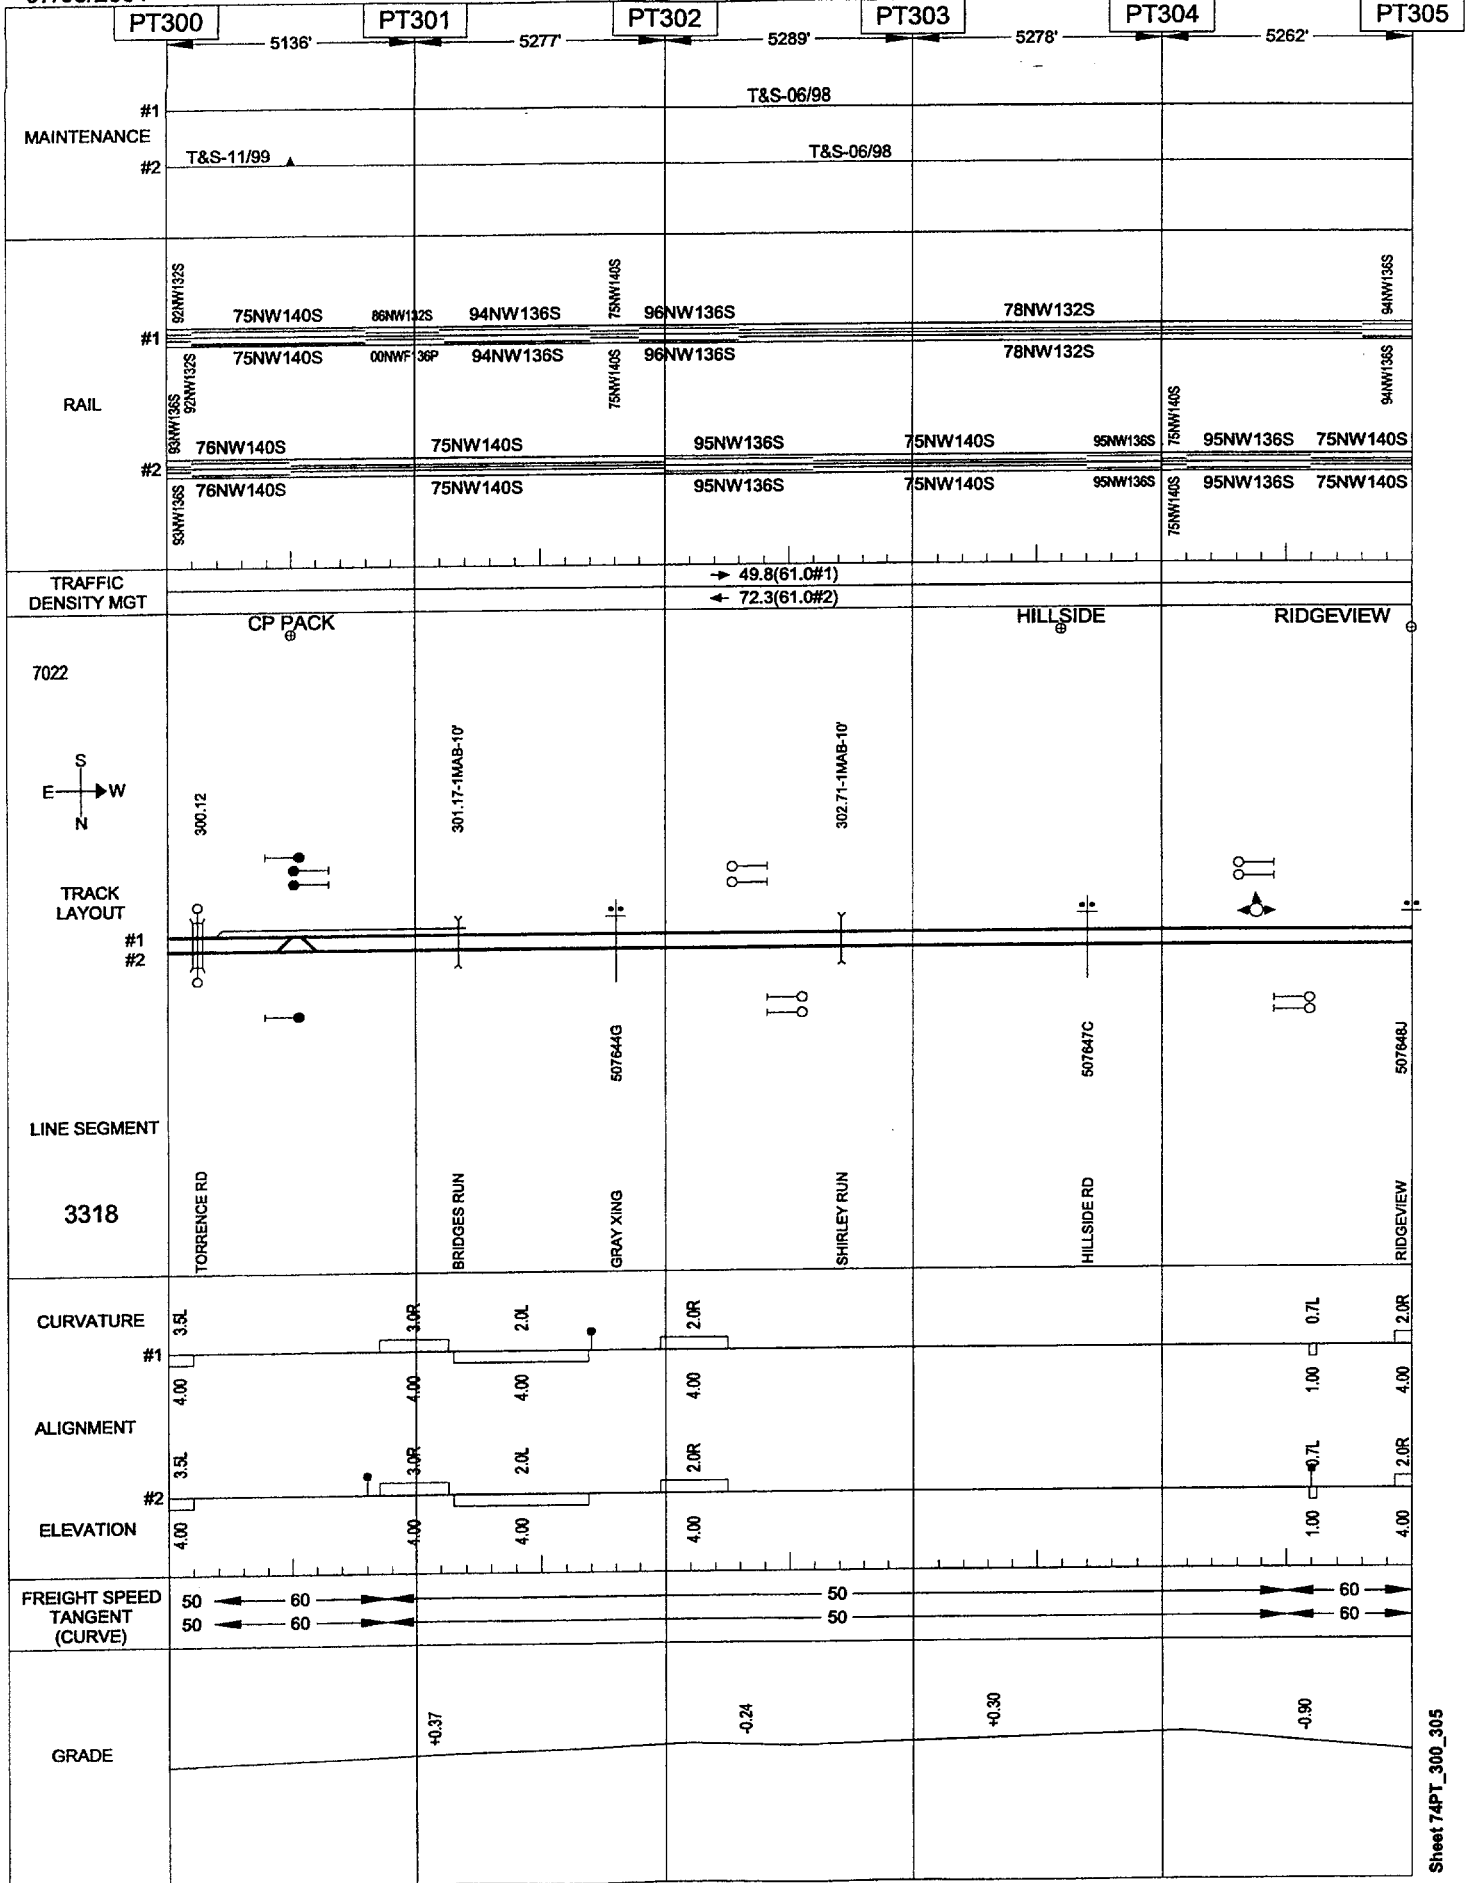 PT300 PT301 PT302 PT303 PT304 PT305
5136' 5277' 5289' 5278' 5262'
MAINTENANCE
#1 T&S-06/98
#2 T&S-11/99 T&S-06/98
RAIL
92NW132S 75NW140S 86NW132S 94NW136S 75NW140S 96NW136S 78NW132S 94NW136S
#1
92NW132S 75NW140S 00NWF136P 94NW136S 75NW140S 96NW136S 78NW132S 94NW136S
93NW136S 76NW140S 75NW140S 95NW136S 75NW140S 95NW136S 75NW140S 95NW136S 75NW140S
#2
93NW136S 76NW140S 75NW140S 95NW136S 75NW140S 95NW136S 75NW140S 95NW136S 75NW140S
TRAFFIC
DENSITY MGT
49.8(61.0#1)
72.3(61.0#2)
CP PACK HILLSIDE RIDGEVIEW
7022
S
E W
N
300.12 301.17-1MAB-10' 302.71-1MAB-10'
TRACK
LAYOUT
#1
#2
507644G 507647C 507648J
LINE SEGMENT
3318
TORRENCE RD BRIDGES RUN GRAY XING SHIRLEY RUN HILLSIDE RD RIDGEVIEW
CURVATURE
3.5L 3.0R 2.0L 2.0R 0.7L 2.0R
#1
4.00 4.00 4.00 4.00 1.00 4.00
ALIGNMENT
3.5L 3.0R 2.0L 2.0R 0.7L 2.0R
#2
ELEVATION
4.00 4.00 4.00 4.00 1.00 4.00
FREIGHT SPEED
TANGENT
(CURVE)
50 60 50 60
50 60 50 60
GRADE
+0.37 -0.24 +0.30 -0.90
Sheet 74PT_300_305